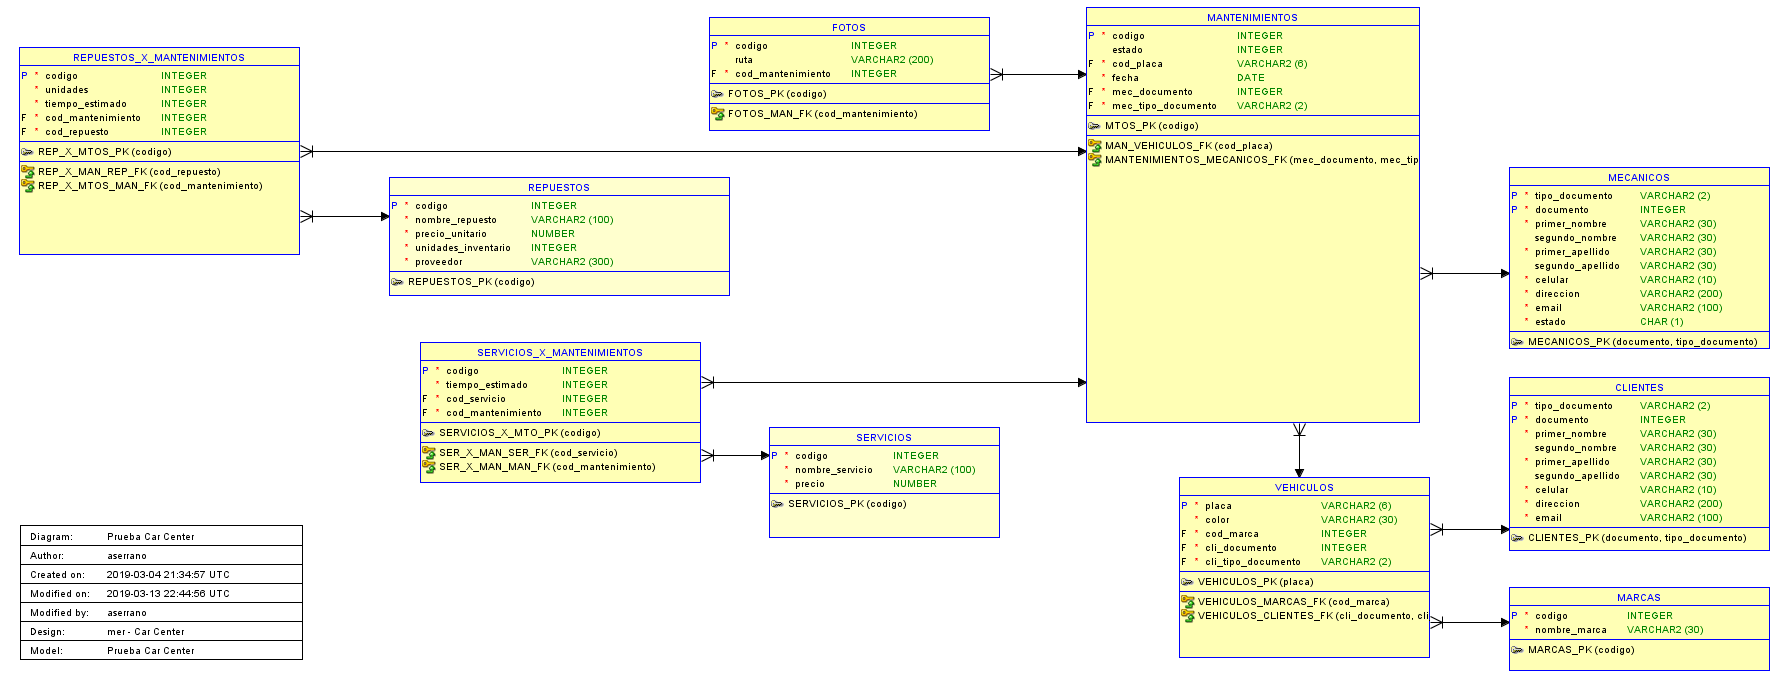 REPUESTOS_X_MANTENIMIENTOS
P * codigo INTEGER
* unidades INTEGER
* tiempo_estimado INTEGER
F * cod_mantenimiento INTEGER
F * cod_repuesto INTEGER
REP_X_MTOS_PK (codigo)
REP_X_MAN_REP_FK (cod_repuesto)
REP_X_MTOS_MAN_FK (cod_mantenimiento)
FOTOS
P * codigo INTEGER
ruta VARCHAR2 (200)
F * cod_mantenimiento INTEGER
FOTOS_PK (codigo)
FOTOS_MAN_FK (cod_mantenimiento)
MANTENIMIENTOS
P * codigo INTEGER
estado INTEGER
F * cod_placa VARCHAR2 (6)
* fecha DATE
F * mec_documento INTEGER
F * mec_tipo_documento VARCHAR2 (2)
MTOS_PK (codigo)
MAN_VEHICULOS_FK (cod_placa)
MANTENIMIENTOS_MECANICOS_FK (mec_documento, mec_tip
REPUESTOS
P * codigo INTEGER
* nombre_repuesto VARCHAR2 (100)
* precio_unitario NUMBER
* unidades_inventario INTEGER
* proveedor VARCHAR2 (300)
REPUESTOS_PK (codigo)
MECANICOS
P * tipo_documento VARCHAR2 (2)
P * documento INTEGER
* primer_nombre VARCHAR2 (30)
segundo_nombre VARCHAR2 (30)
* primer_apellido VARCHAR2 (30)
segundo_apellido VARCHAR2 (30)
* celular VARCHAR2 (10)
* direccion VARCHAR2 (200)
* email VARCHAR2 (100)
* estado CHAR (1)
MECANICOS_PK (documento, tipo_documento)
SERVICIOS_X_MANTENIMIENTOS
P * codigo INTEGER
* tiempo_estimado INTEGER
F * cod_servicio INTEGER
F * cod_mantenimiento INTEGER
SERVICIOS_X_MTO_PK (codigo)
SER_X_MAN_SER_FK (cod_servicio)
SER_X_MAN_MAN_FK (cod_mantenimiento)
SERVICIOS
P * codigo INTEGER
* nombre_servicio VARCHAR2 (100)
* precio NUMBER
SERVICIOS_PK (codigo)
CLIENTES
P * tipo_documento VARCHAR2 (2)
P * documento INTEGER
* primer_nombre VARCHAR2 (30)
segundo_nombre VARCHAR2 (30)
* primer_apellido VARCHAR2 (30)
segundo_apellido VARCHAR2 (30)
* celular VARCHAR2 (10)
* direccion VARCHAR2 (200)
* email VARCHAR2 (100)
CLIENTES_PK (documento, tipo_documento)
VEHICULOS
P * placa VARCHAR2 (6)
* color VARCHAR2 (30)
F * cod_marca INTEGER
F * cli_documento INTEGER
F * cli_tipo_documento VARCHAR2 (2)
VEHICULOS_PK (placa)
VEHICULOS_MARCAS_FK (cod_marca)
VEHICULOS_CLIENTES_FK (cli_documento, cli
MARCAS
P * codigo INTEGER
* nombre_marca VARCHAR2 (30)
MARCAS_PK (codigo)
Diagram: Prueba Car Center
Author: aserrano
Created on: 2019-03-04 21:34:57 UTC
Modified on: 2019-03-13 22:44:56 UTC
Modified by: aserrano
Design: mer - Car Center
Model: Prueba Car Center